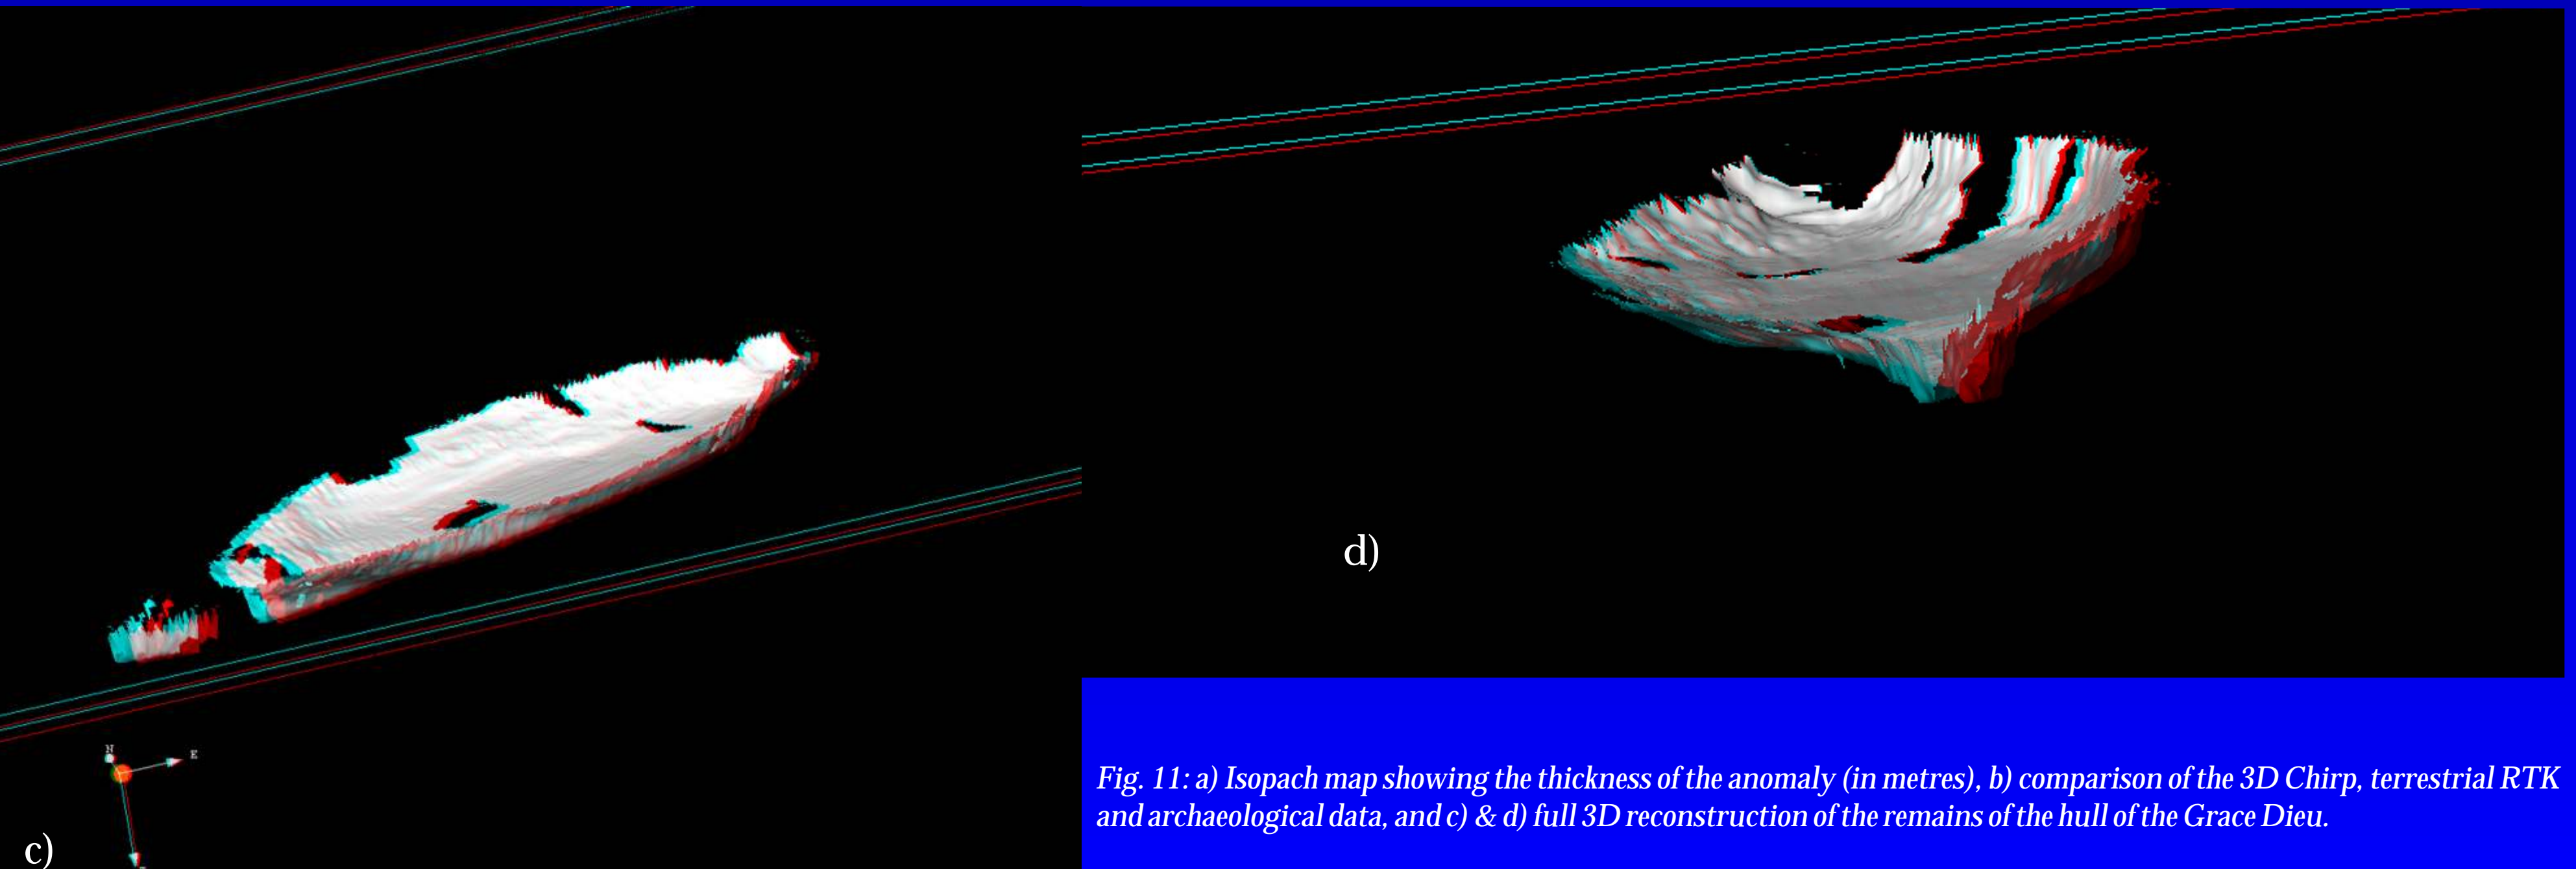 d)
N
E
c)
Fig. 11: a) Isopach map showing the thickness of the anomaly (in metres), b) comparison of the 3D Chirp, terrestrial RTK
and archaeological data, and c) & d) full 3D reconstruction of the remains of the hull of the Grace Dieu.